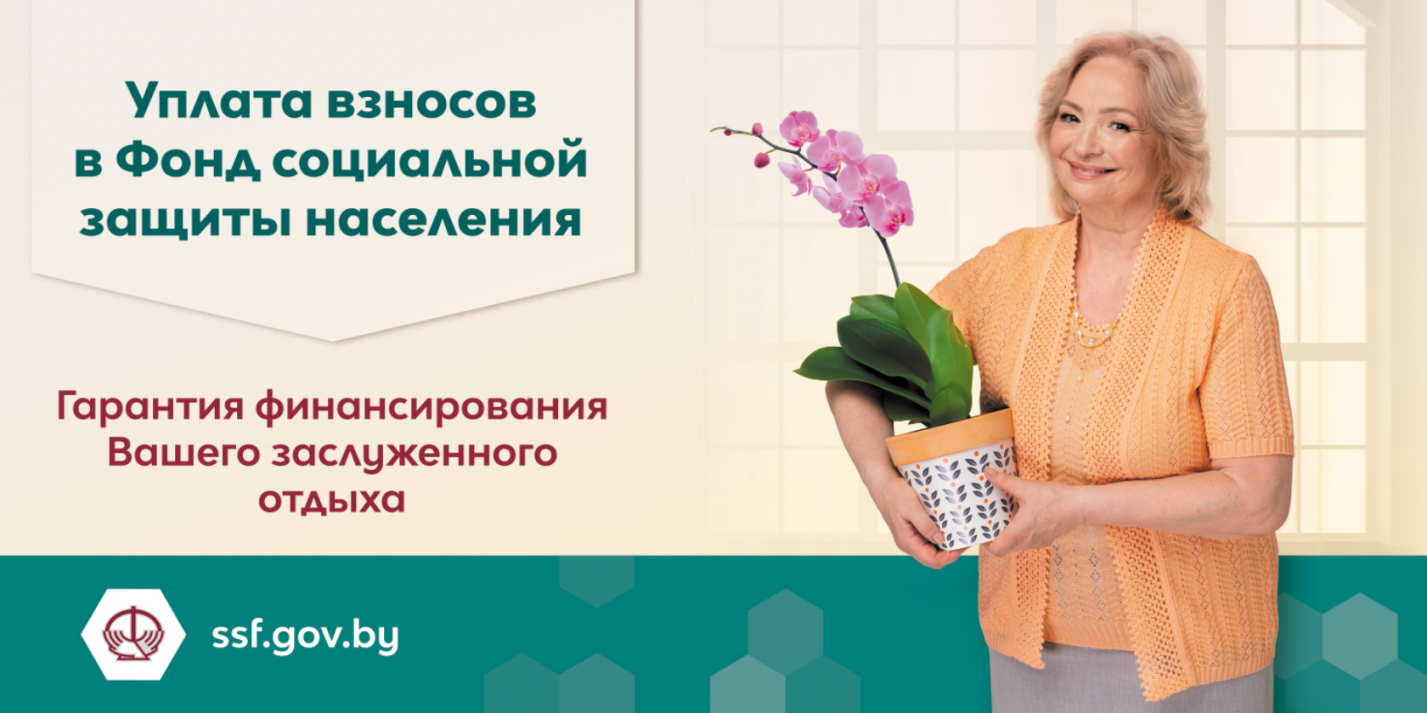 Уплата взносов
в Фонд социальной
защиты населения
Гарантия финансирования
Вашего заслуженного
отдыха
ssf.gov.by